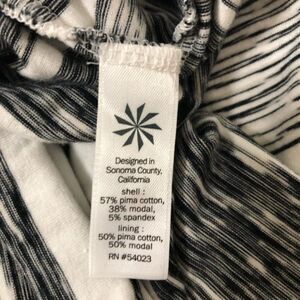 Designed in
Sonoma County,
California
shell :
57% pima cotton,
38% modal,
5% spandex
lining :
50% pima cotton,
50% modal
RN #54023